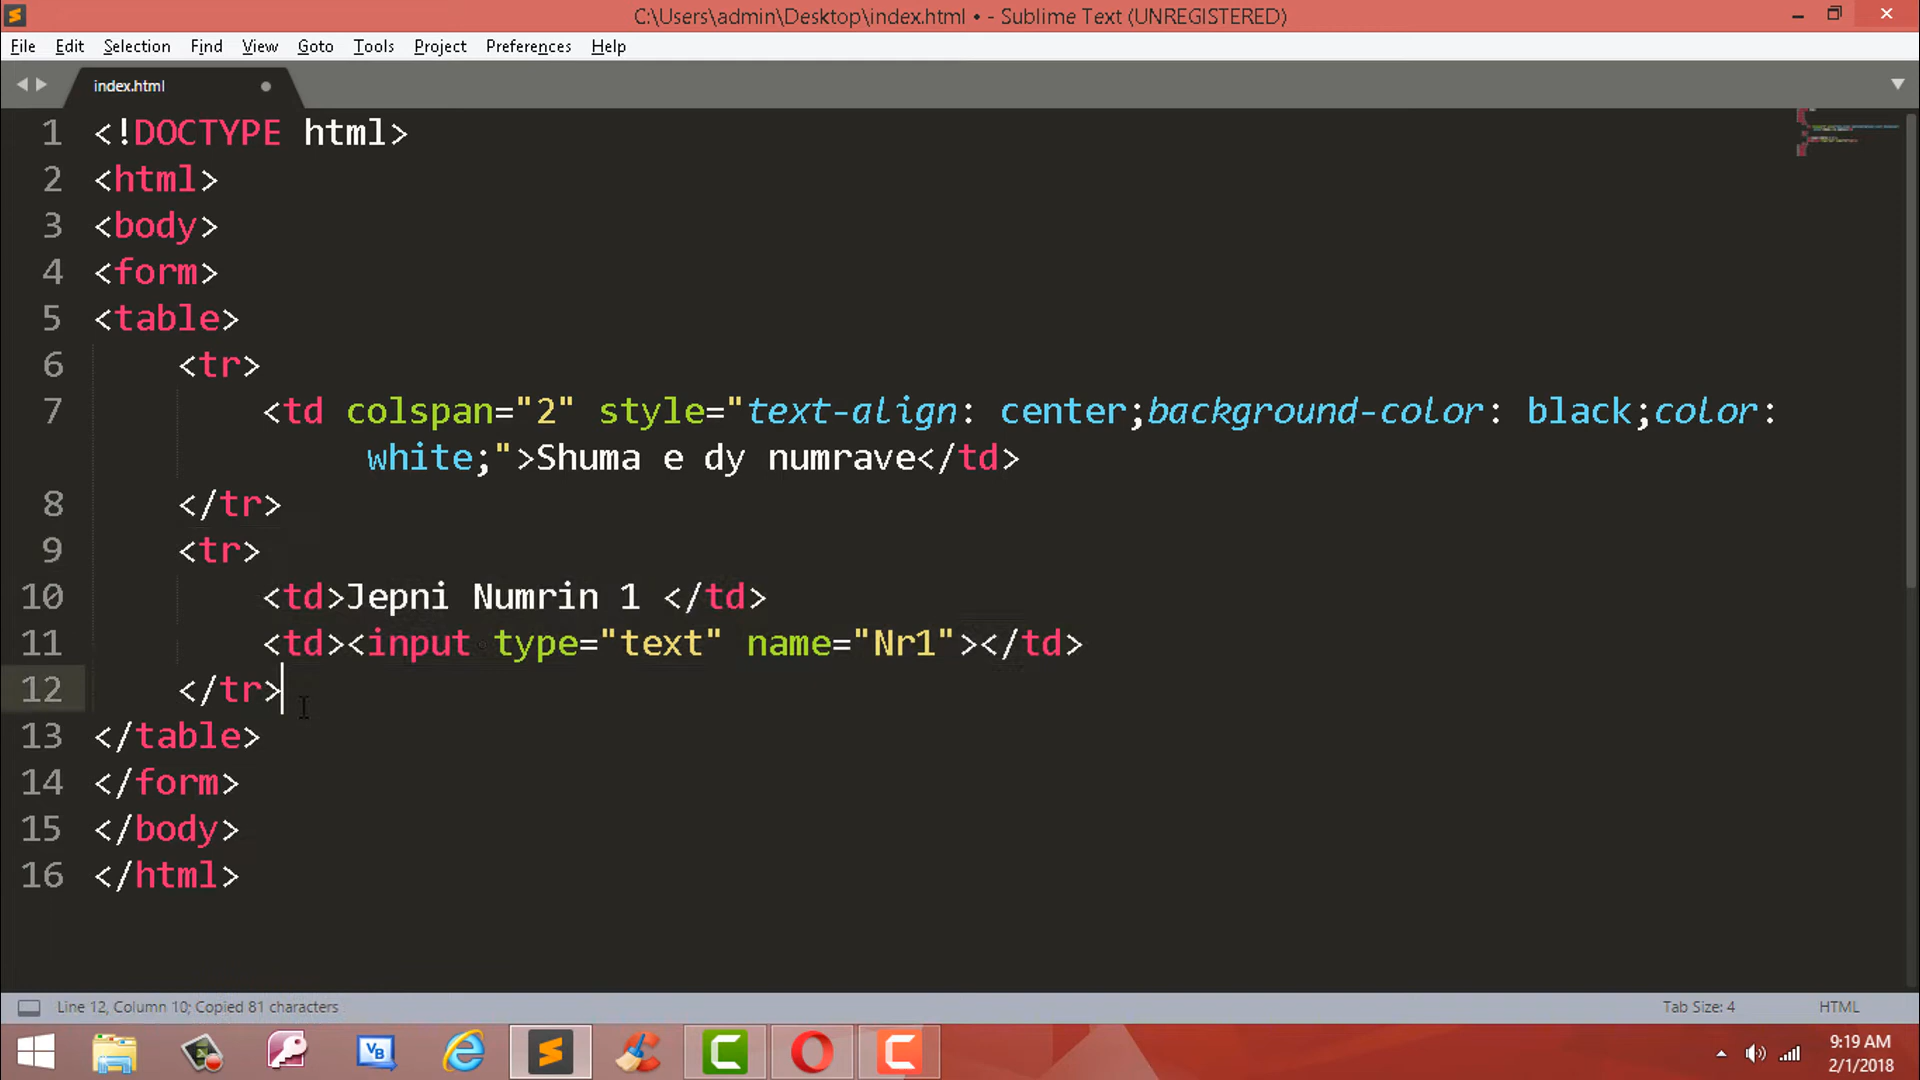 C:\Users\admin\Desktop\index.html • - Sublime Text (UNREGISTERED)
File Edit Selection Find View Goto Tools Project Preferences Help
index.html
1 <!DOCTYPE html>
2 <html>
3 <body>
4 <form>
5 <table>
6 <tr>
7 <td colspan="2" style="text-align: center;background-color: black;color:
white;">Shuma e dy numrave</td>
8 </tr>
9 <tr>
10 <td>Jepni Numrin 1 </td>
11 <td><input type="text" name="Nr1"></td>
12 </tr>
13 </table>
14 </form>
15 </body>
16 </html>
Line 12, Column 10; Copied 81 characters
Tab Size: 4
HTML
VB
9:19 AM
2/1/2018